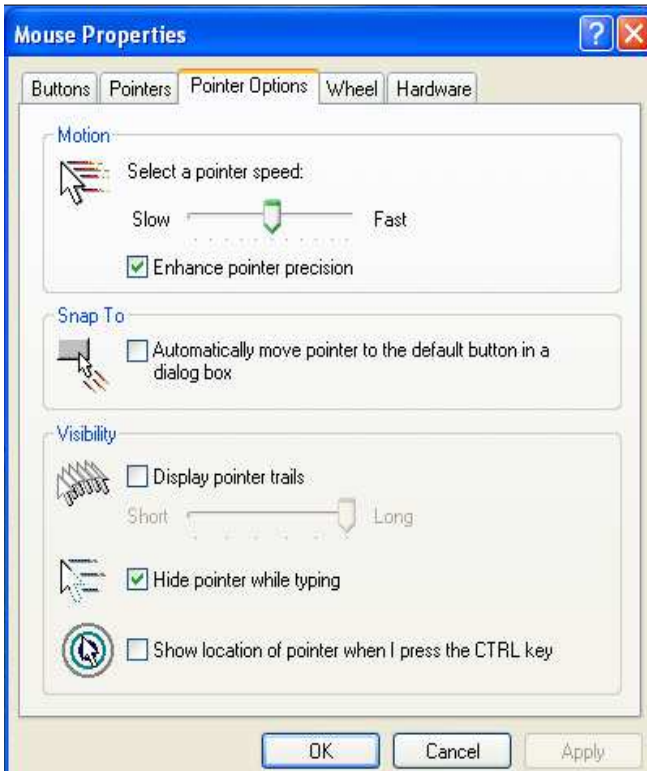 Mouse Properties
?
Buttons Pointers Pointer Options Wheel Hardware
Motion
Select a pointer speed:
Slow Fast
Enhance pointer precision
Snap To
Automatically move pointer to the default button in a
dialog box
Visibility
Display pointer trails
Short Long
Hide pointer while typing
Show location of pointer when I press the CTRL key
OK Cancel Apply